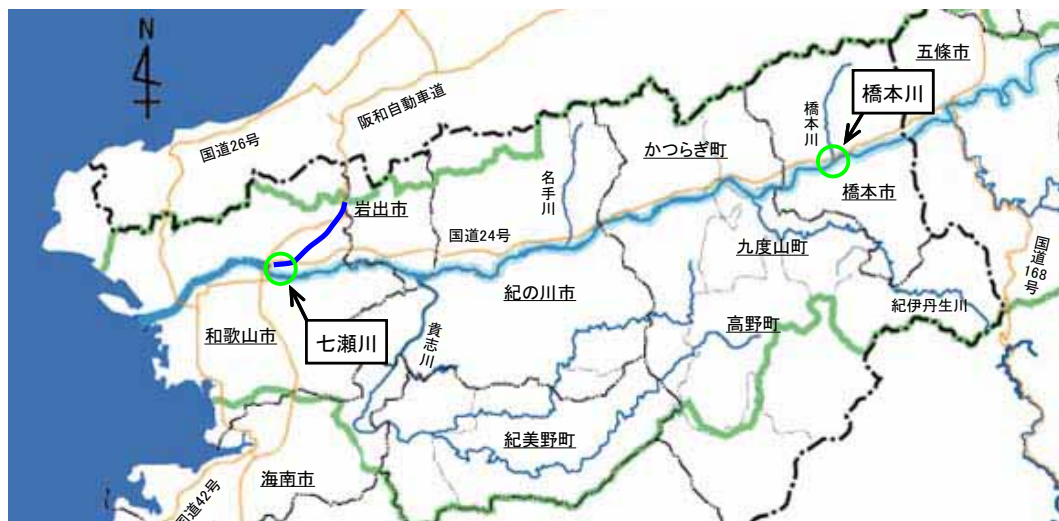 N
五條市
橋本川
橋本川
阪和自動車道
国道26号
かつらぎ町
名手川
岩出市
橋本市
国道24号
九度山町
国道168号
紀の川市
紀伊丹生川
高野町
和歌山市
七瀬川
貴志川
紀美野町
海南市
国道42号